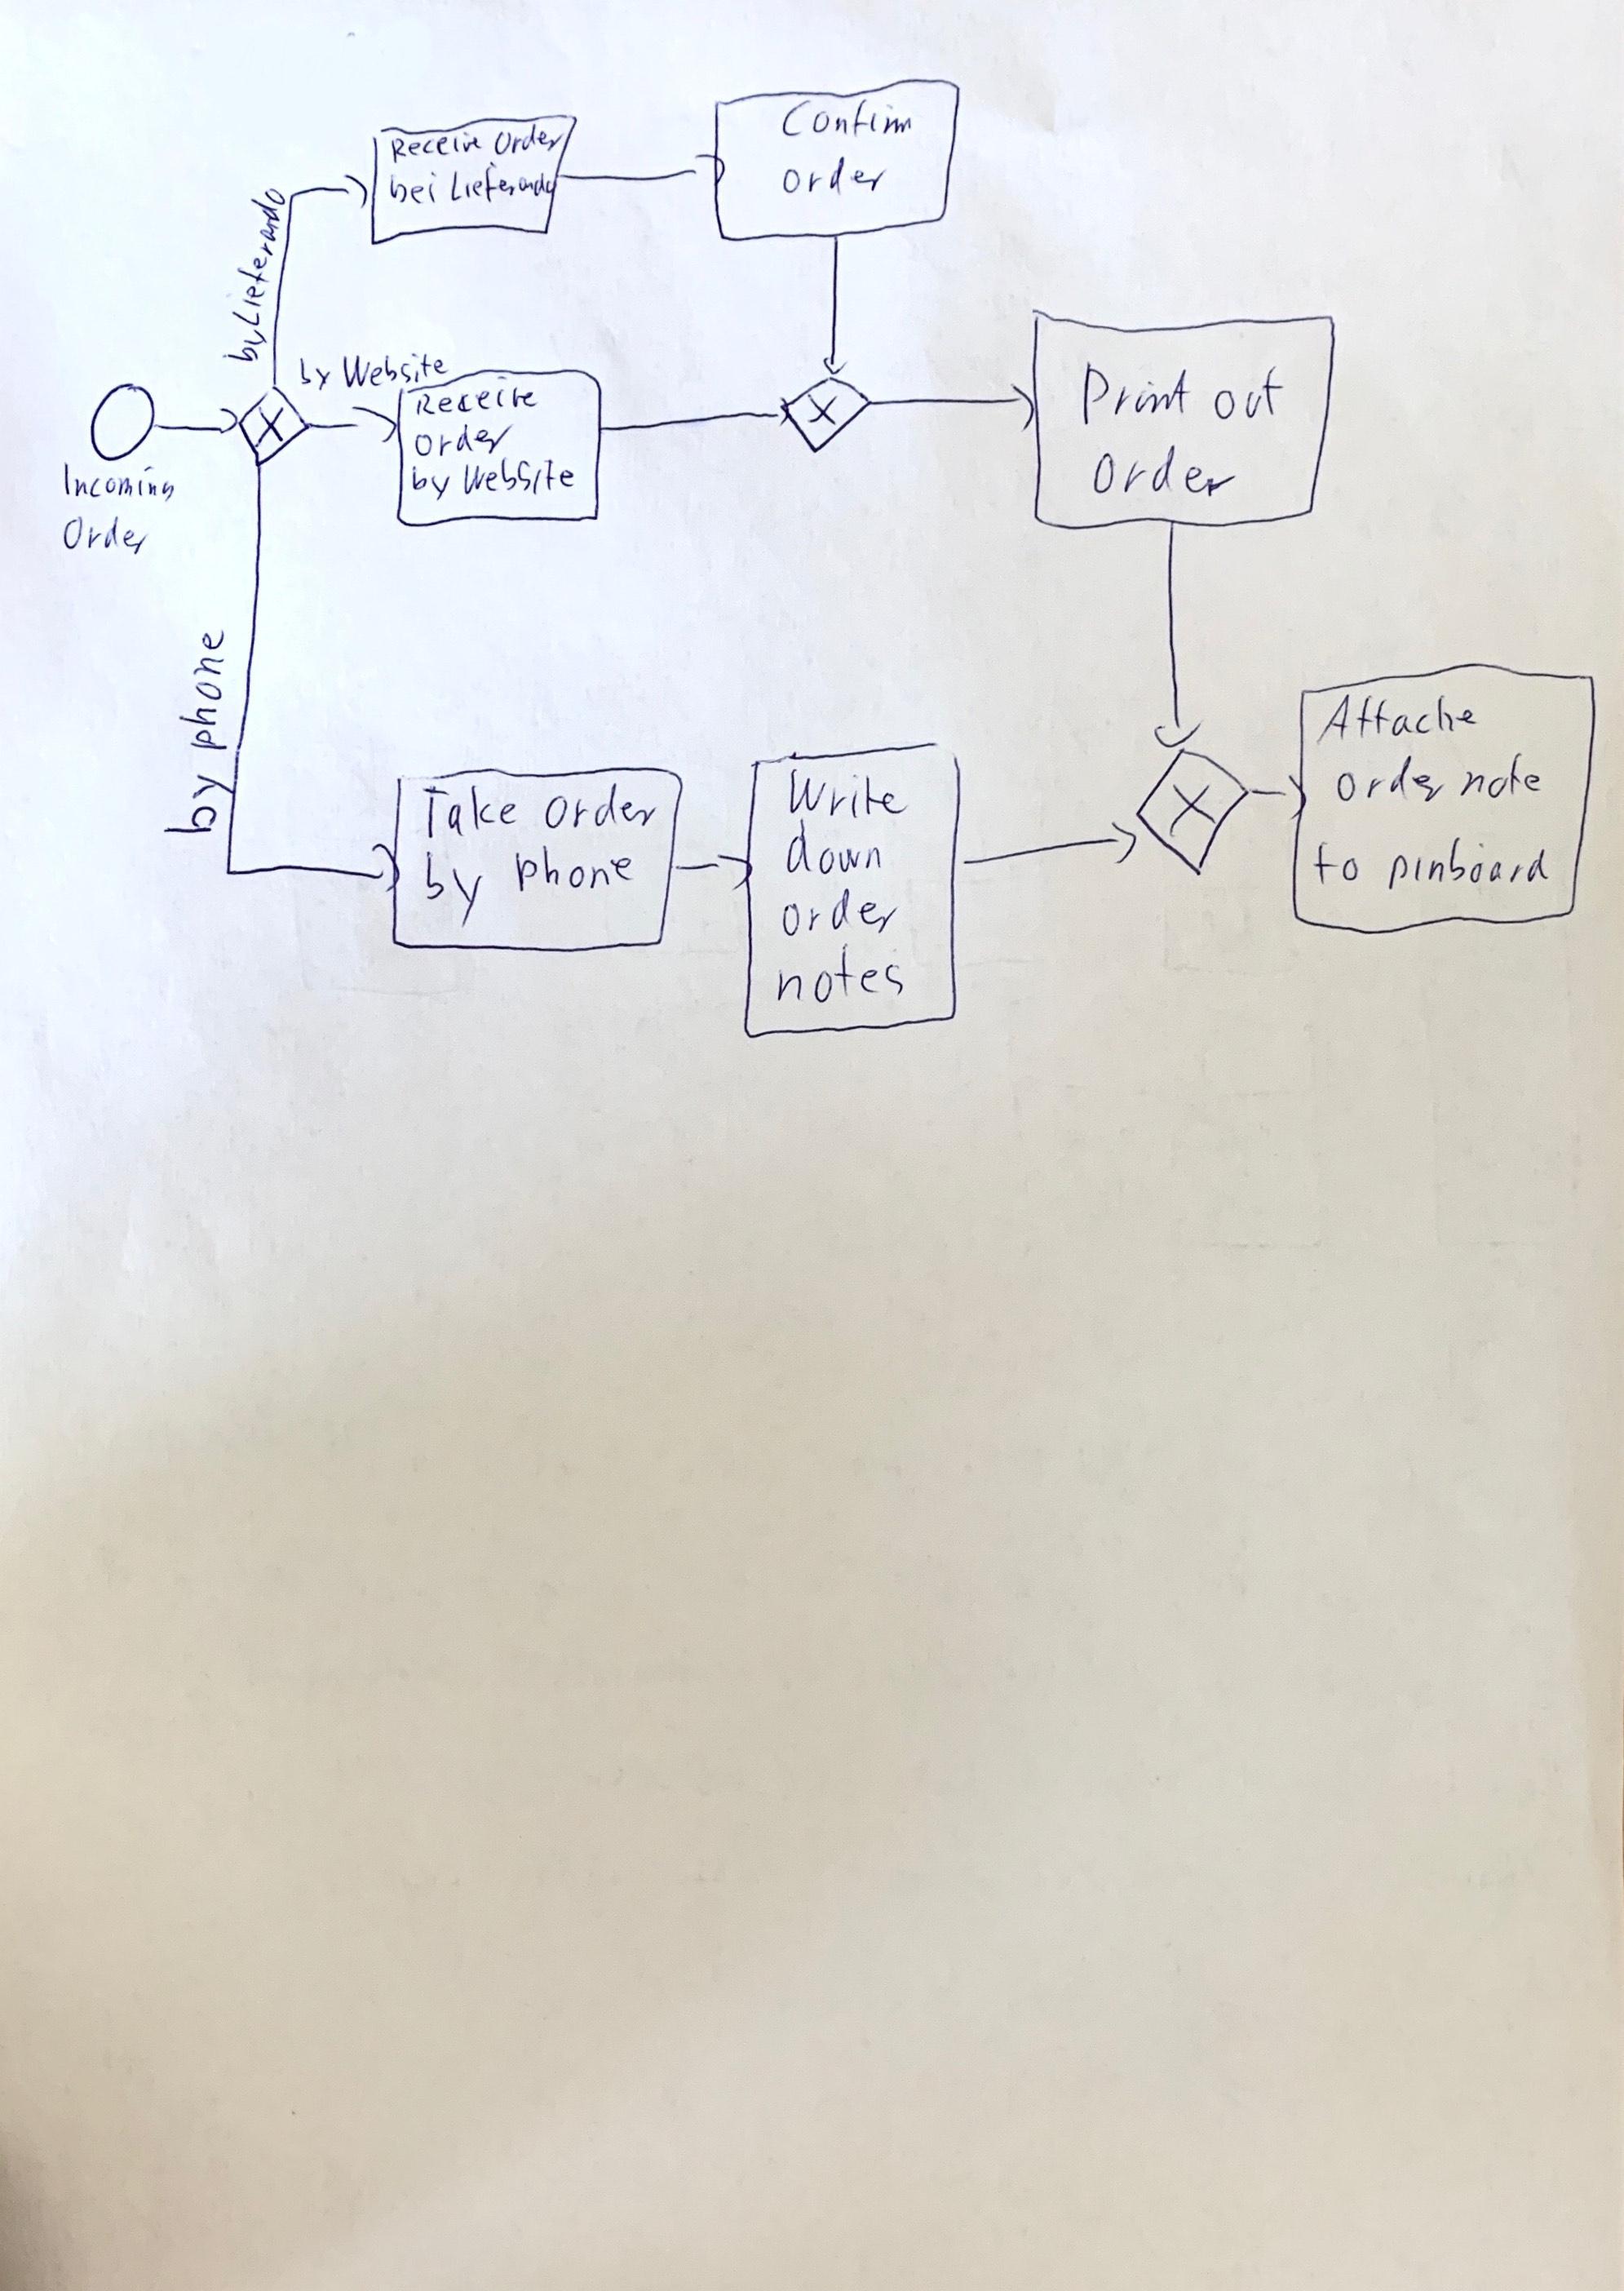 Receive Order
bei Lieferando
Confirm
order
by Lieferando
by Website
Receive
order
by Website
X
X
Incoming
Order
Print out
order
by phone
Take order
by phone
Write
down
order
notes
X
Attache
order note
to pinboard